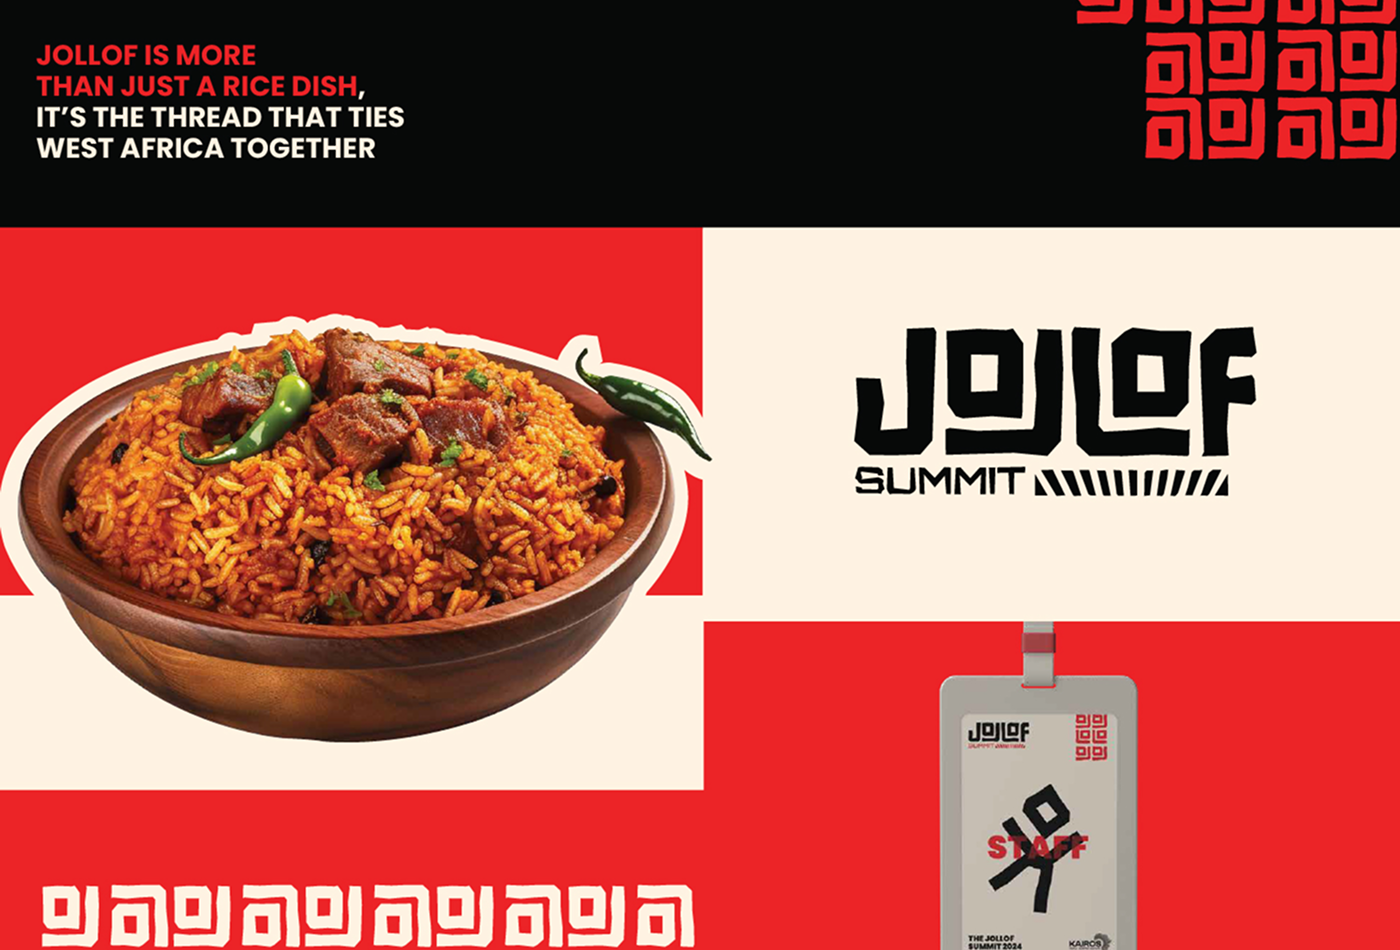 JOLLOF IS MORE
THAN JUST A RICE DISH,
IT’S THE THREAD THAT TIES
WEST AFRICA TOGETHER
JOLLOF
SUMMIT
JOLLOF
SUMMIT
STAFF
THE JOLLOF
SUMMIT 2024
KAIROS